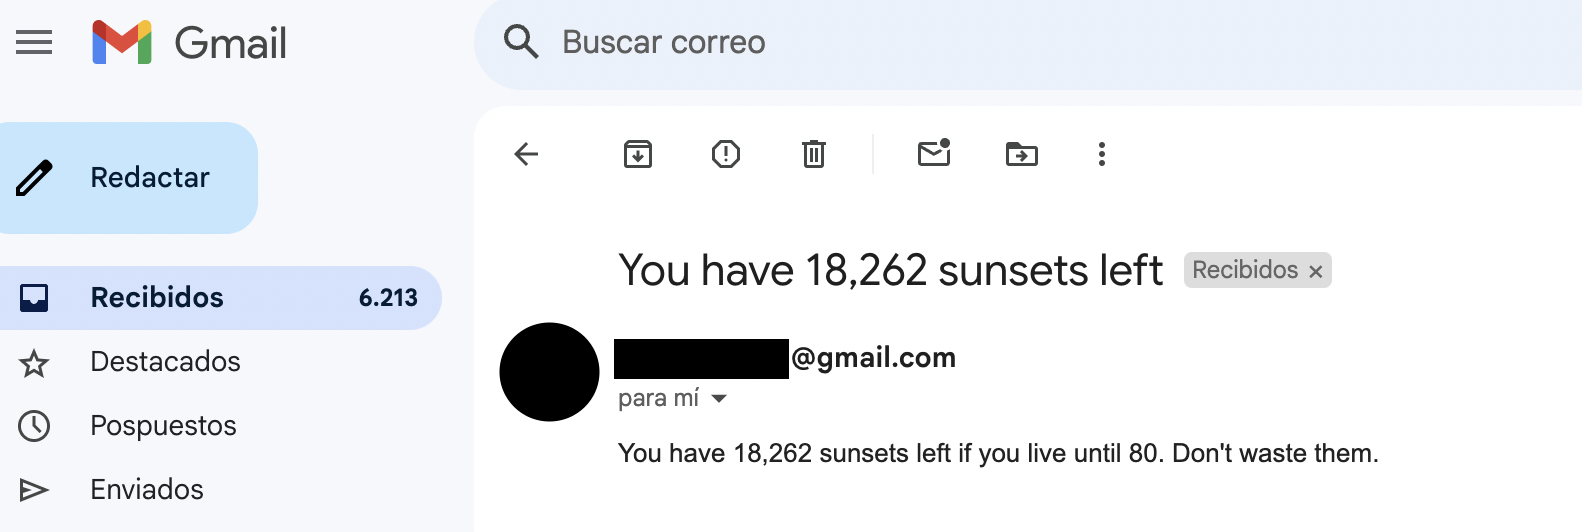 Gmail
Buscar correo
Redactar
Recibidos 6.213
Destacados
Pospuestos
Enviados
You have 18,262 sunsets left Recibidos ×
@gmail.com
para mí
You have 18,262 sunsets left if you live until 80. Don't waste them.